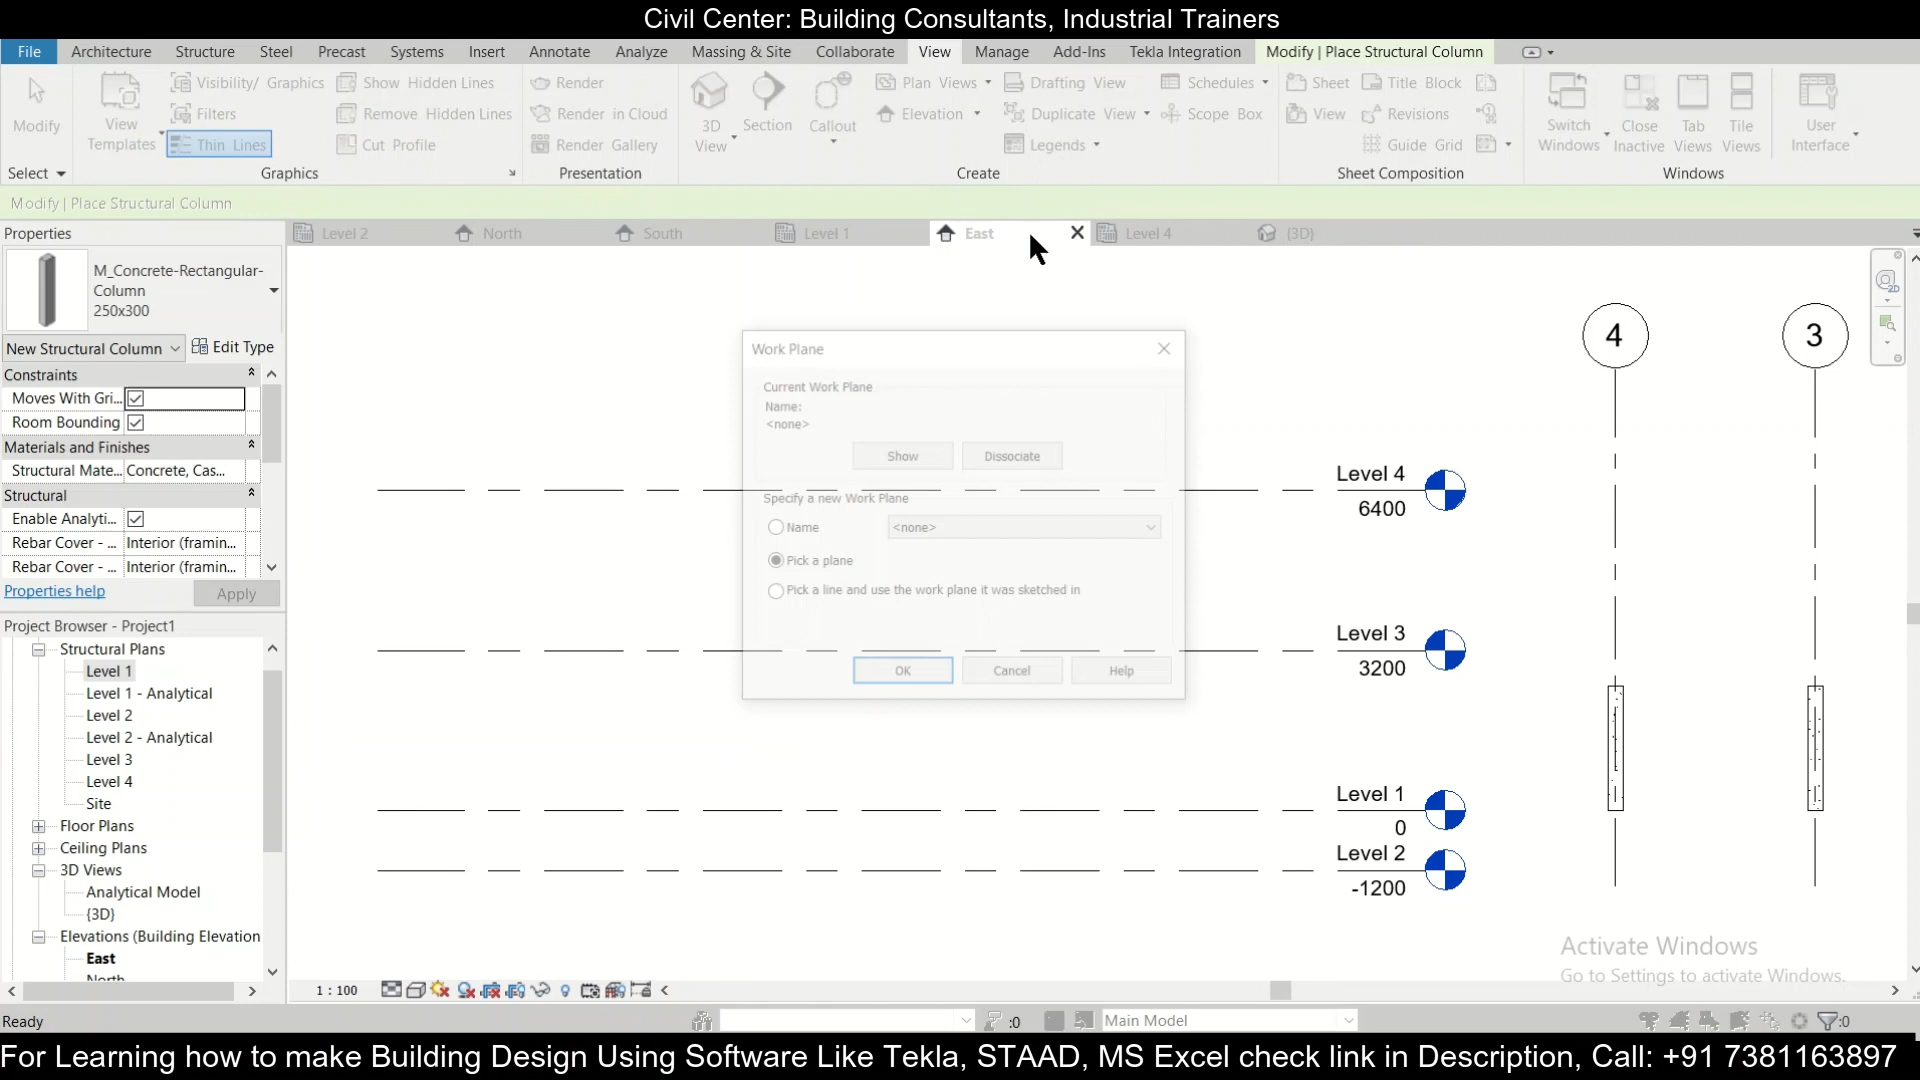 Civil Center: Building Consultants, Industrial Trainers
File Architecture Structure Steel Precast Systems Insert Annotate Analyze Massing & Site Collaborate View Manage Add-Ins Tekla Integration Modify | Place Structural Column
Modify
View Templates
Visibility/ Graphics
Filters
Thin Lines
Show Hidden Lines
Remove Hidden Lines
Cut Profile
Render
Render in Cloud
Render Gallery
3D View
Section
Callout
Plan Views
Elevation
Drafting View
Duplicate View
Legends
Schedules
Scope Box
Sheet
View
Title Block
Revisions
Guide Grid
Switch Windows
Close Inactive
Tab Views
Tile Views
User Interface
Select Graphics Presentation Create Sheet Composition Windows
Modify | Place Structural Column
Properties
Level 2 North South Level 1 East Level 4 {3D}
M_Concrete-Rectangular-
Column
250x300
New Structural Column Edit Type
Constraints
Moves With Gri...
Room Bounding
Materials and Finishes
Structural Mate... Concrete, Cas...
Structural
Enable Analyti...
Rebar Cover - ... Interior (framin...
Rebar Cover - ... Interior (framin...
Properties help Apply
Project Browser - Project1
Structural Plans
Level 1
Level 1 - Analytical
Level 2
Level 2 - Analytical
Level 3
Level 4
Site
Floor Plans
Ceiling Plans
3D Views
Analytical Model
{3D}
Elevations (Building Elevation
East
North
Work Plane
Current Work Plane
Name:
<none>
Show Dissociate
Specify a new Work Plane
Name <none>
Pick a plane
Pick a line and use the work plane it was sketched in
OK Cancel Help
4 3
Level 4
6400
Level 3
3200
Level 1
0
Level 2
-1200
2D
Activate Windows
Go to Settings to activate Windows.
1 : 100
Ready :0 Main Model :0
For Learning how to make Building Design Using Software Like Tekla, STAAD, MS Excel check link in Description, Call: +91 7381163897